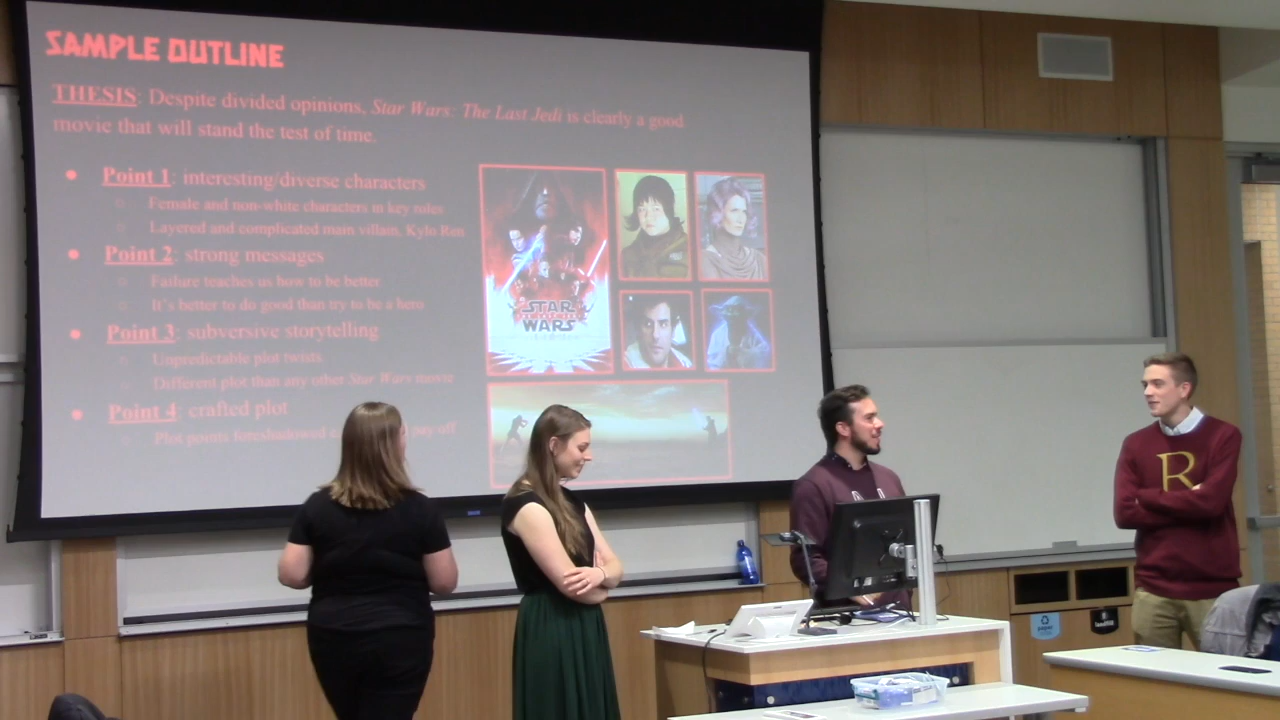 SAMPLE OUTLINE
THESIS: Despite divided opinions, Star Wars: The Last Jedi is clearly a good
movie that will stand the test of time.
Point 1: interesting/diverse characters
Female and non-white characters in key roles
Layered and complicated main villain, Kylo Ren
Point 2: strong messages
Failure teaches us how to be better
It's better to do good than try to be a hero
Point 3: subversive storytelling
Unpredictable plot twists
Different plot than any other Star Wars movie
Point 4: crafted plot
Plot points foreshadowed pay off
STAR
WARS
R